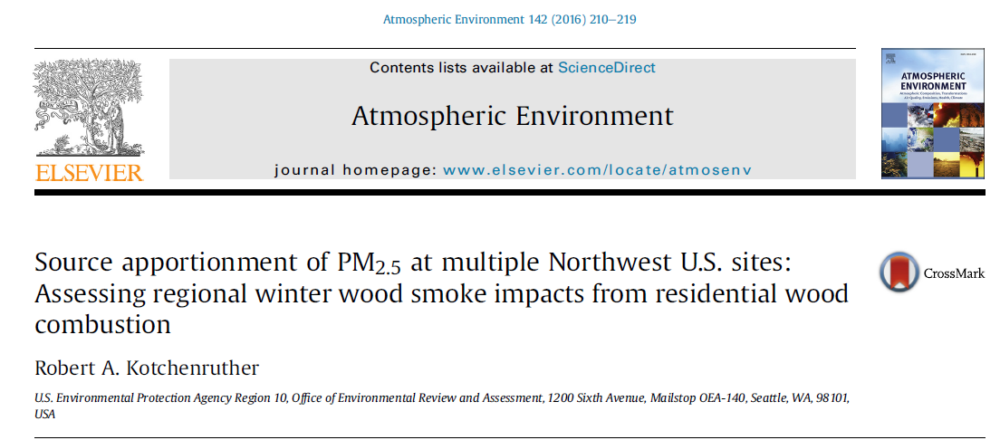 Atmospheric Environment 142 (2016) 210–219
Contents lists available at ScienceDirect
Atmospheric Environment
journal homepage: www.elsevier.com/locate/atmosenv
ELSEVIER
ATMOSPHERIC
ENVIRONMENT
Source apportionment of PM2.5 at multiple Northwest U.S. sites:
Assessing regional winter wood smoke impacts from residential wood
combustion
CrossMark
Robert A. Kotchenruther
U.S. Environmental Protection Agency Region 10, Office of Environmental Review and Assessment, 1200 Sixth Avenue, Mailstop OEA-140, Seattle, WA, 98101,
USA